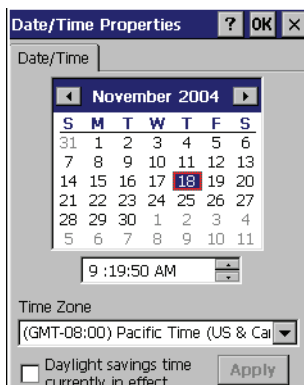 Date/Time Properties ? OK ×
Date/Time
November 2004
S M T W T F S
31 1 2 3 4 5 6
7 8 9 10 11 12 13
14 15 16 17 18 19 20
21 22 23 24 25 26 27
28 29 30 1 2 3 4
5 6 7 8 9 10 11
9 :19:50 AM
Time Zone
(GMT-08:00) Pacific Time (US & Ca
Daylight savings time
currently in effect
Apply